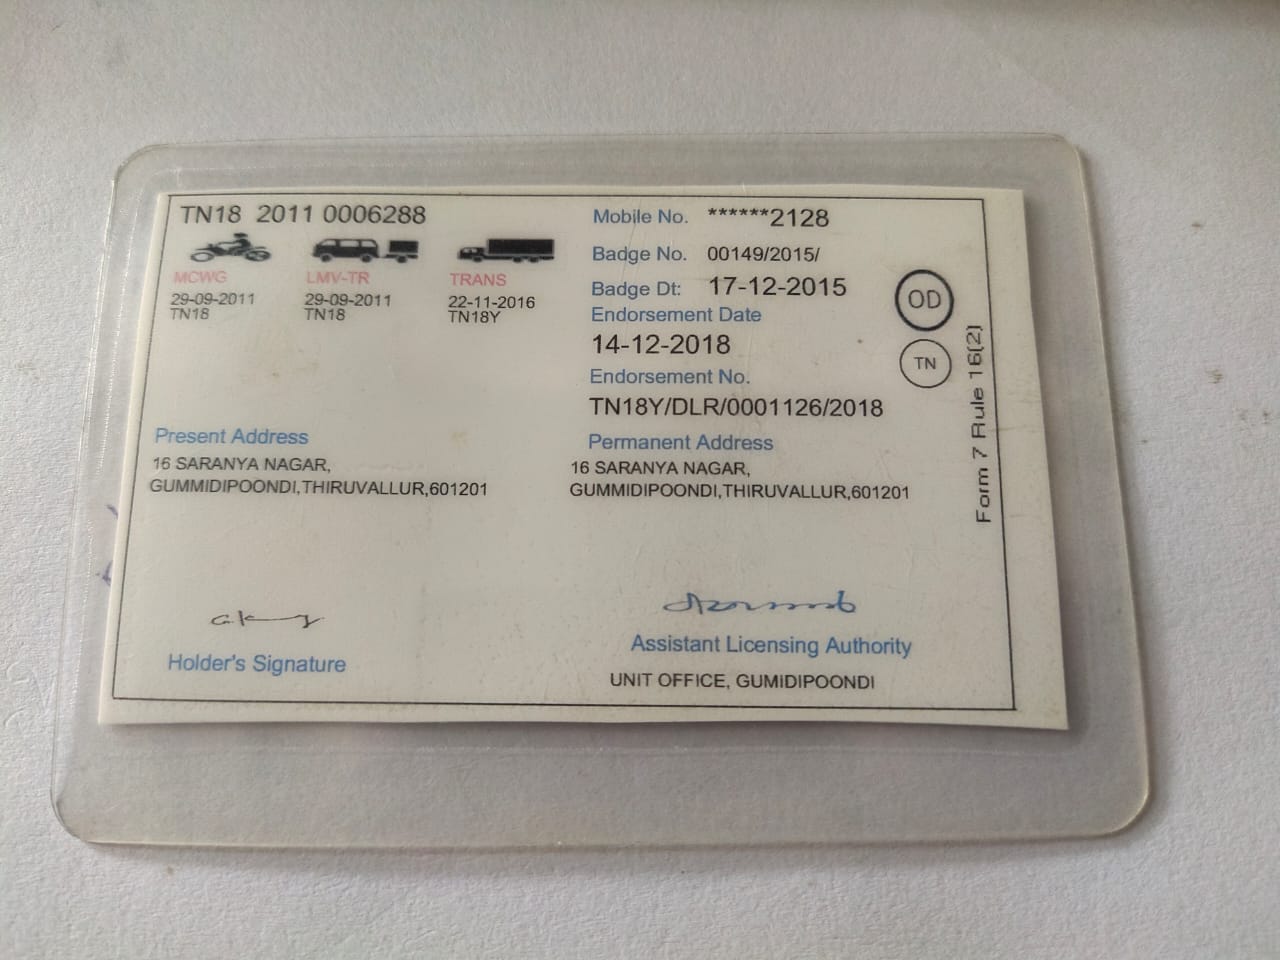 TN18 2011 0006288
MCWG
29-09-2011
TN18
LMV-TR
29-09-2011
TN18
TRANS
22-11-2016
TN18Y
Mobile No. ******2128
Badge No. 00149/2015/
Badge Dt: 17-12-2015
Endorsement Date
14-12-2018
Endorsement No.
TN18Y/DLR/0001126/2018
OD
TN
Form 7 Rule 16(2)
Present Address
16 SARANYA NAGAR,
GUMMIDIPOONDI,THIRUVALLUR,601201
Permanent Address
16 SARANYA NAGAR,
GUMMIDIPOONDI,THIRUVALLUR,601201
Holder's Signature
Assistant Licensing Authority
UNIT OFFICE, GUMIDIPOONDI